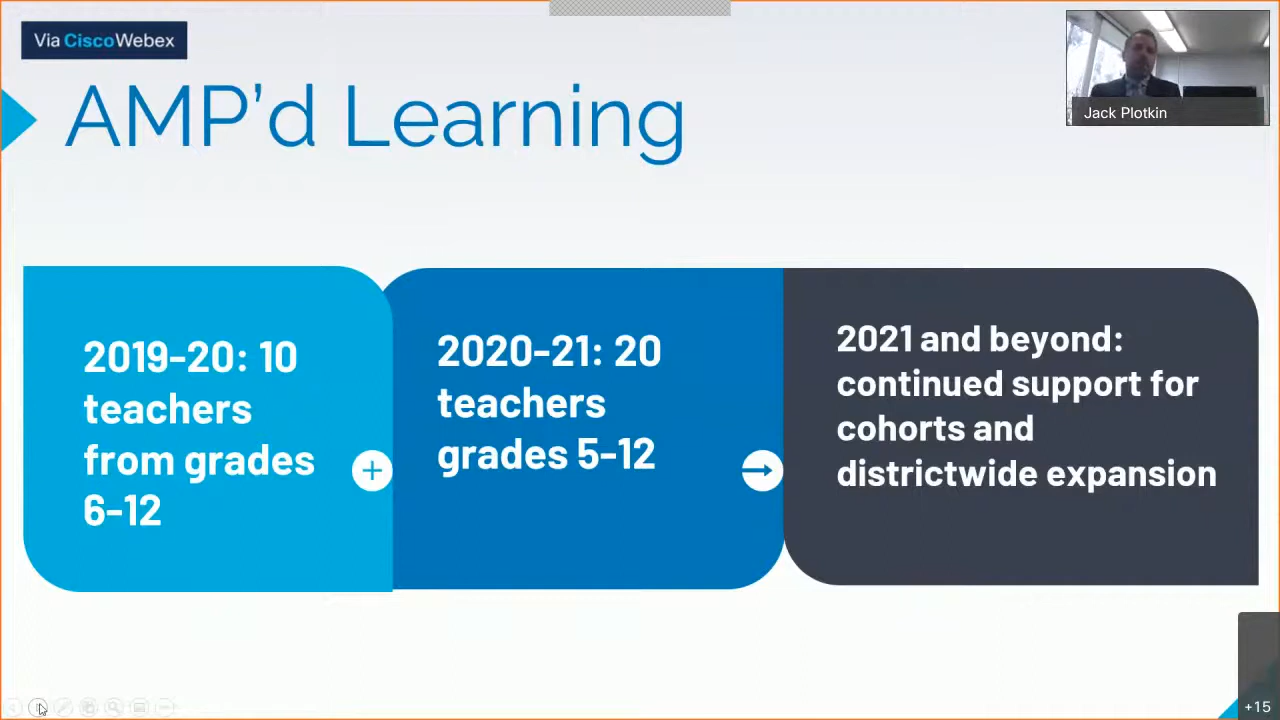 Via CiscoWebex
AMP'd Learning
Jack Plotkin
2019-20: 10
teachers
from grades
6-12
2020-21: 20
teachers
grades 5-12
2021 and beyond:
continued support for
cohorts and
districtwide expansion
+15